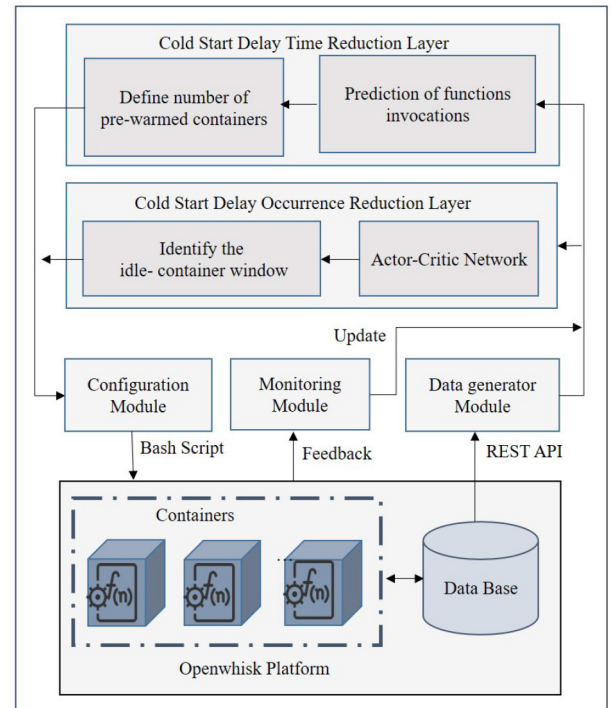 Cold Start Delay Time Reduction Layer
Define number of
pre-warmed containers
Prediction of functions
invocations
Cold Start Delay Occurrence Reduction Layer
Identify the
idle- container window
Actor-Critic Network
Update
Configuration
Module
Monitoring
Module
Data generator
Module
Bash Script
Feedback
REST API
Containers
...
f(n)
f(n)
f(n)
Data Base
Openwhisk Platform